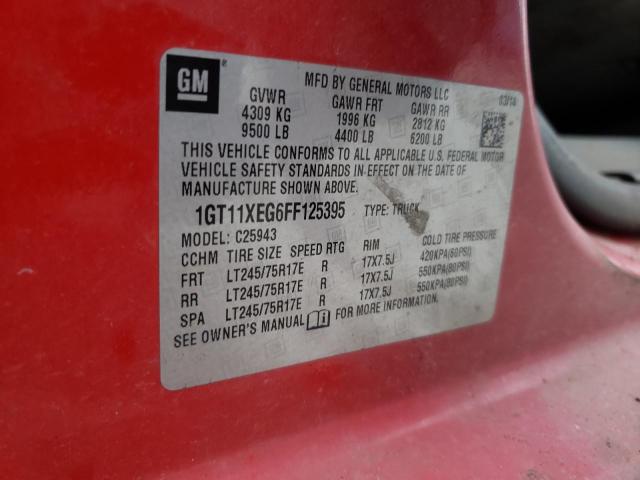 GM ®
MFD BY GENERAL MOTORS LLC
03/14
GVWR GAWR FRT GAWR RR
4309 KG 1996 KG 2812 KG
9500 LB 4400 LB 6200 LB
THIS VEHICLE CONFORMS TO ALL APPLICABLE U.S. FEDERAL MOTOR
VEHICLE SAFETY STANDARDS IN EFFECT ON THE DATE OF
MANUFACTURE SHOWN ABOVE.
1GT11XEG6FF125395 TYPE: TRUCK
MODEL: C25943
CCHM TIRE SIZE SPEED RTG RIM COLD TIRE PRESSURE
FRT LT245/75R17E R 17X7.5J 420KPA(60PSI)
RR LT245/75R17E R 17X7.5J 550KPA(80PSI)
SPA LT245/75R17E R 17X7.5J 550KPA(80PSI)
SEE OWNER'S MANUAL FOR MORE INFORMATION.